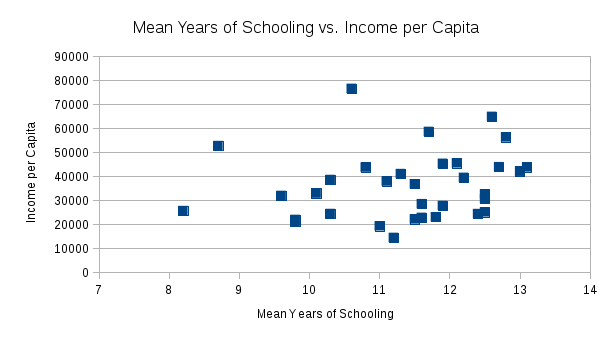 Mean Years of Schooling vs. Income per Capita
90000
80000
70000
60000
50000
40000
30000
20000
10000
0
Income per Capita
7 8 9 10 11 12 13 14
Mean Years of Schooling